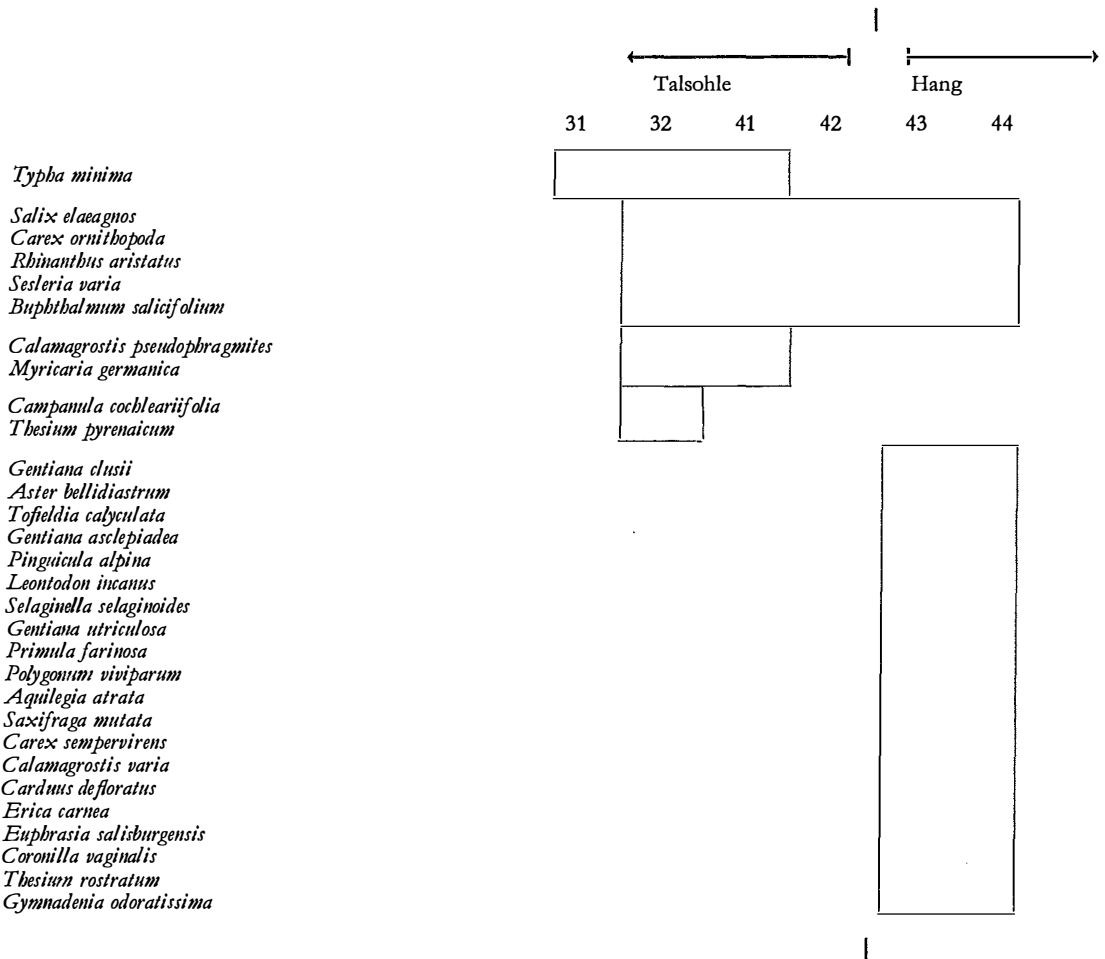 Talsohle Hang
31 32 41 42 43 44
Typha minima
Salix elaeagnos
Carex ornithopoda
Rhinanthus aristatus
Sesleria varia
Buphthalmum salicifolium
Calamagrostis pseudophragmites
Myricaria germanica
Campanula cochleariifolia
Thesium pyrenaicum
Gentiana clusii
Aster bellidiastrum
Tofieldia calyculata
Gentiana asclepiadea
Pinguicula alpina
Leontodon incanus
Selaginella selaginoides
Gentiana utriculosa
Primula farinosa
Polygonum viviparum
Aquilegia atrata
Saxifraga mutata
Carex sempervirens
Calamagrostis varia
Carduus defloratus
Erica carnea
Euphrasia salisburgensis
Coronilla vaginalis
Thesium rostratum
Gymnadenia odoratissima